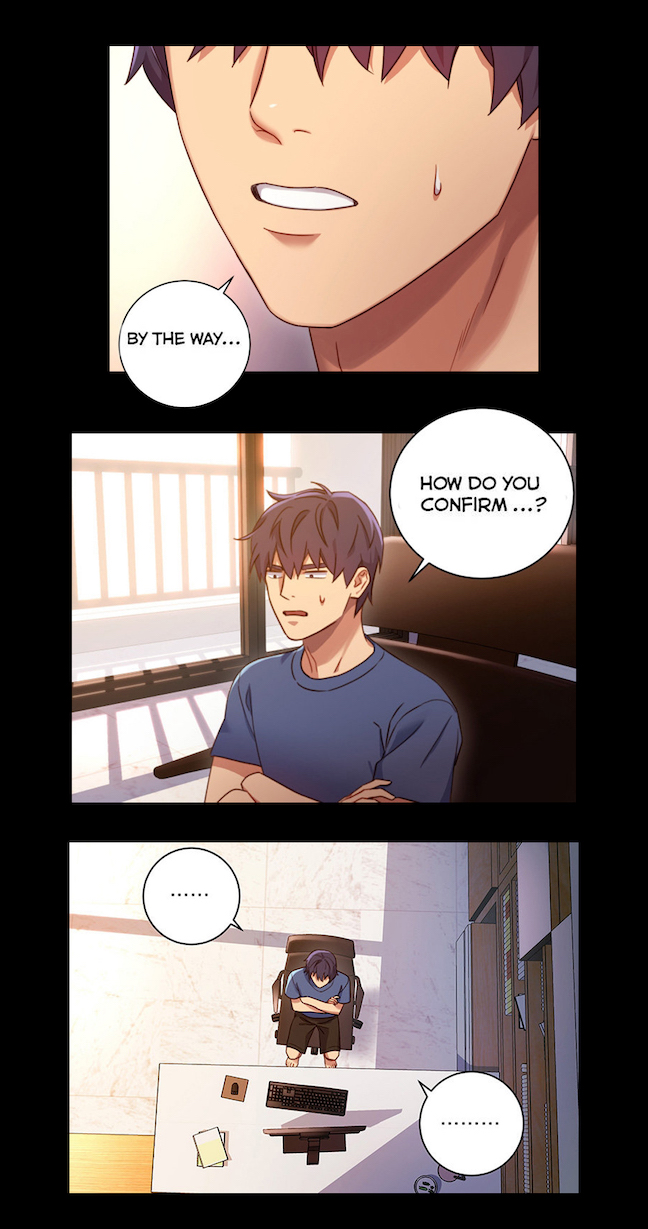 BY THE WAY...
HOW DO YOU
CONFIRM ...?
......
.........